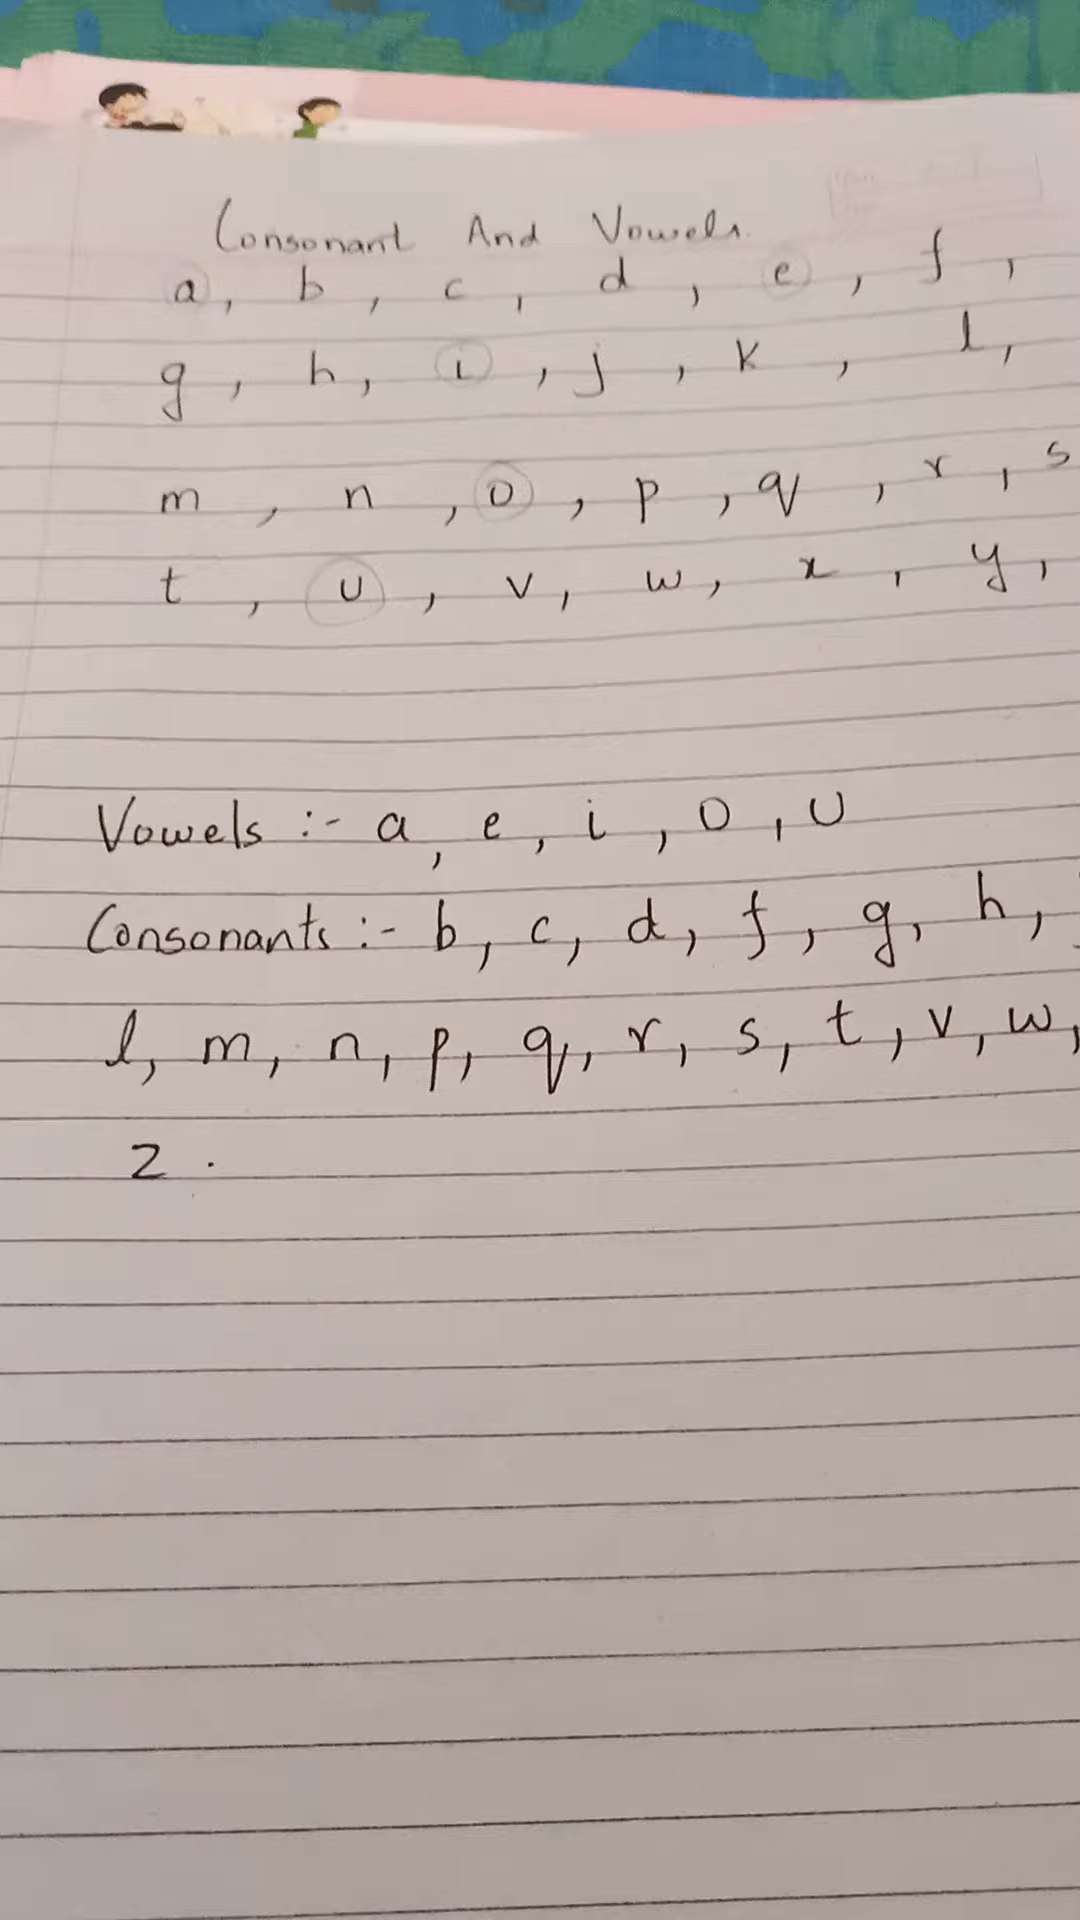 Consonant And Vowels.
a, b, c, d, e, f,
g, h, i, j, k, l,
m, n, o, p, q, r, s
t, u, v, w, x, y,
Vowels :- a, e, i, o, u
Consonants :- b, c, d, f, g, h,
l, m, n, p, q, r, s, t, v, w,
z.